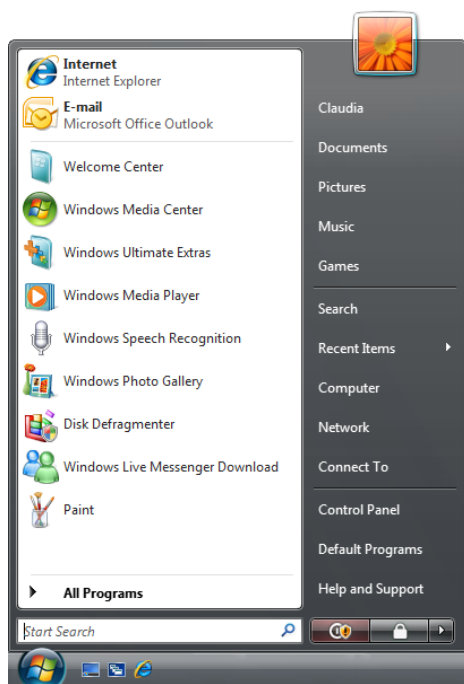 Internet
Internet Explorer
E-mail
Microsoft Office Outlook
Welcome Center
Windows Media Center
Windows Ultimate Extras
Windows Media Player
Windows Speech Recognition
Windows Photo Gallery
Disk Defragmenter
Windows Live Messenger Download
Paint
All Programs
Start Search
Claudia
Documents
Pictures
Music
Games
Search
Recent Items
Computer
Network
Connect To
Control Panel
Default Programs
Help and Support